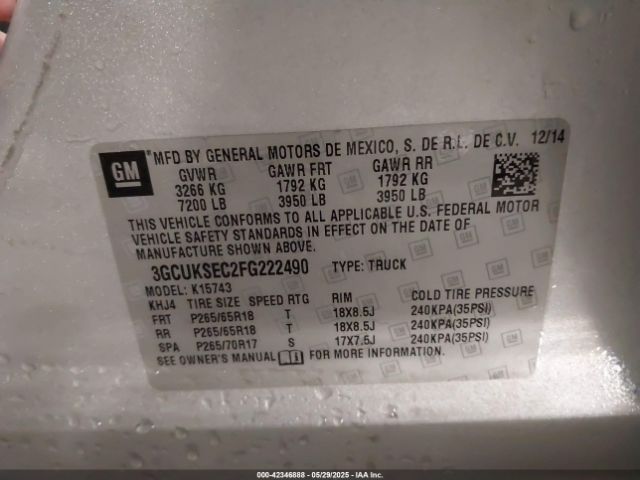 GM ® MFD BY GENERAL MOTORS DE MEXICO, S. DE R.L. DE C.V. 12/14
GVWR GAWR FRT GAWR RR
3266 KG 1792 KG 1792 KG
7200 LB 3950 LB 3950 LB
THIS VEHICLE CONFORMS TO ALL APPLICABLE U.S. FEDERAL MOTOR
VEHICLE SAFETY STANDARDS IN EFFECT ON THE DATE OF
MANUFACTURE SHOWN ABOVE.
3GCUKSEC2FG222490 TYPE: TRUCK
MODEL: K15743
KHJ4 TIRE SIZE SPEED RTG RIM COLD TIRE PRESSURE
FRT P265/65R18 T 18X8.5J 240KPA(35PSI)
RR P265/65R18 T 18X8.5J 240KPA(35PSI)
SPA P265/70R17 S 17X7.5J 240KPA(35PSI)
SEE OWNER'S MANUAL FOR MORE INFORMATION.
000-42346888 - 05/29/2025 - IAA Inc.